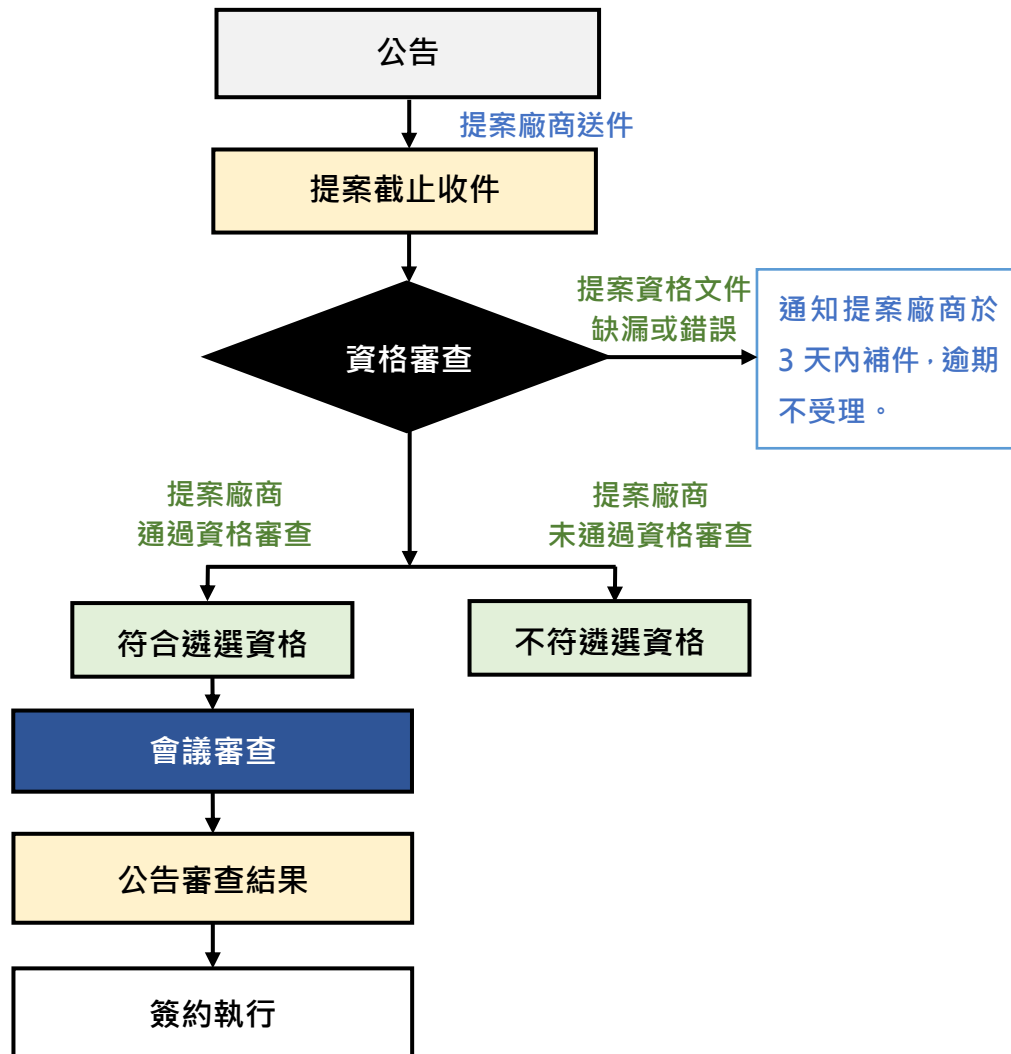 公告
提案廠商送件
提案截止收件
提案資格文件
缺漏或錯誤
通知提案廠商於
3 天內補件，逾期
不受理。
資格審查
提案廠商
通過資格審查
提案廠商
未通過資格審查
符合遴選資格
不符遴選資格
會議審查
公告審查結果
簽約執行